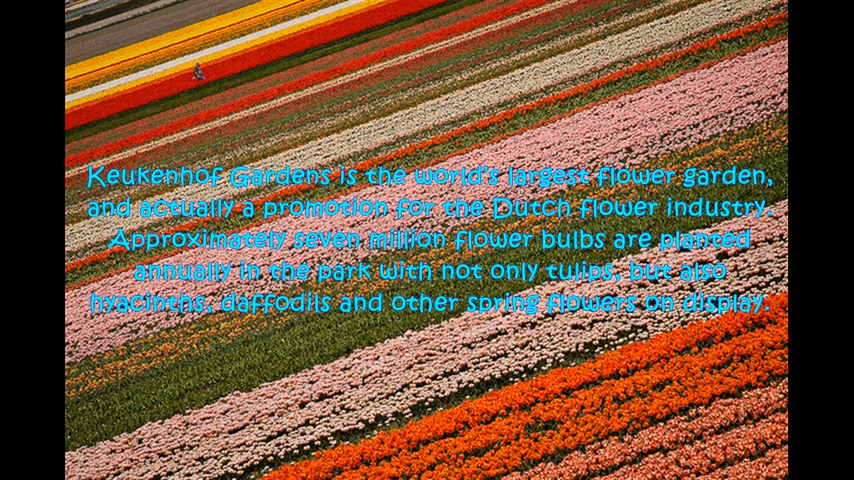 Keukenhof Gardens is the world's largest flower garden,
and actually a promotion for the Dutch flower industry.
Approximately seven million flower bulbs are planted
annually in the park with not only tulips, but also
hyacinths, daffodils and other spring flowers on display.